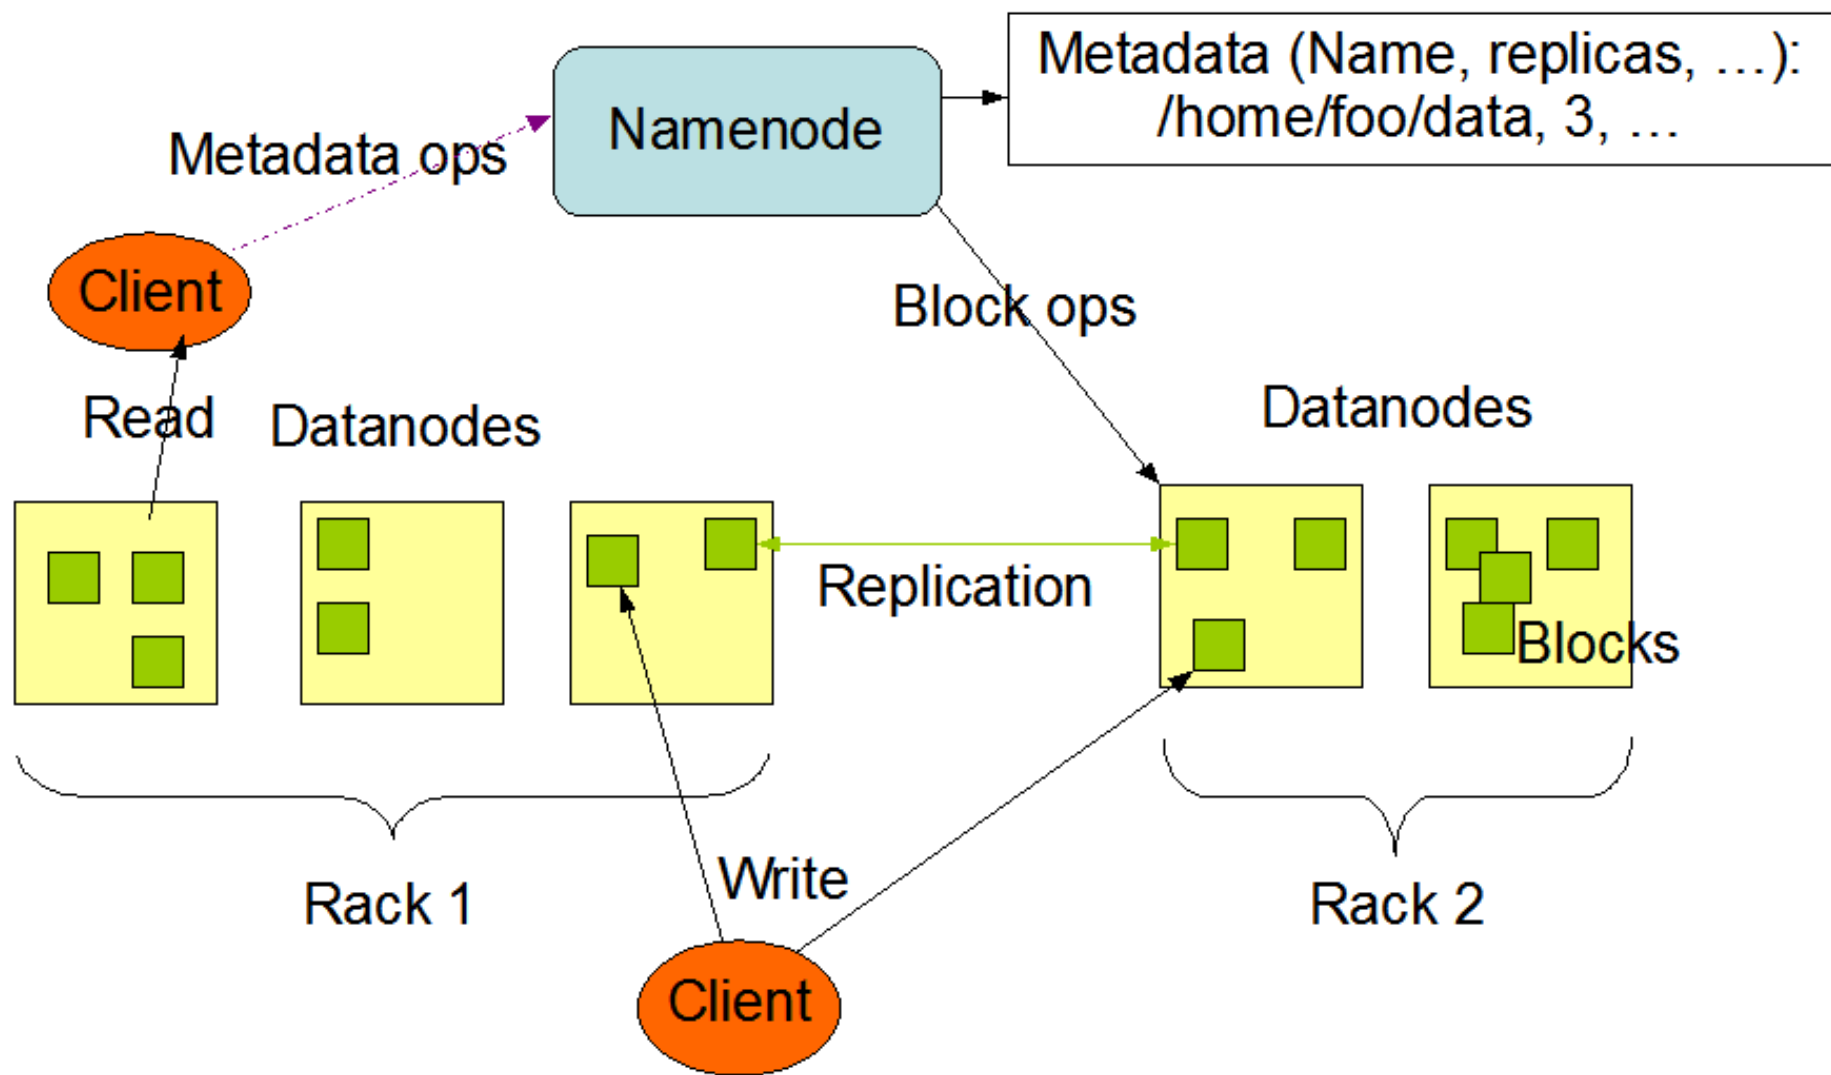 Metadata (Name, replicas, …):
/home/foo/data, 3, …
Namenode
Metadata ops
Client
Block ops
Read
Datanodes
Datanodes
Replication
Blocks
Rack 1
Write
Rack 2
Client